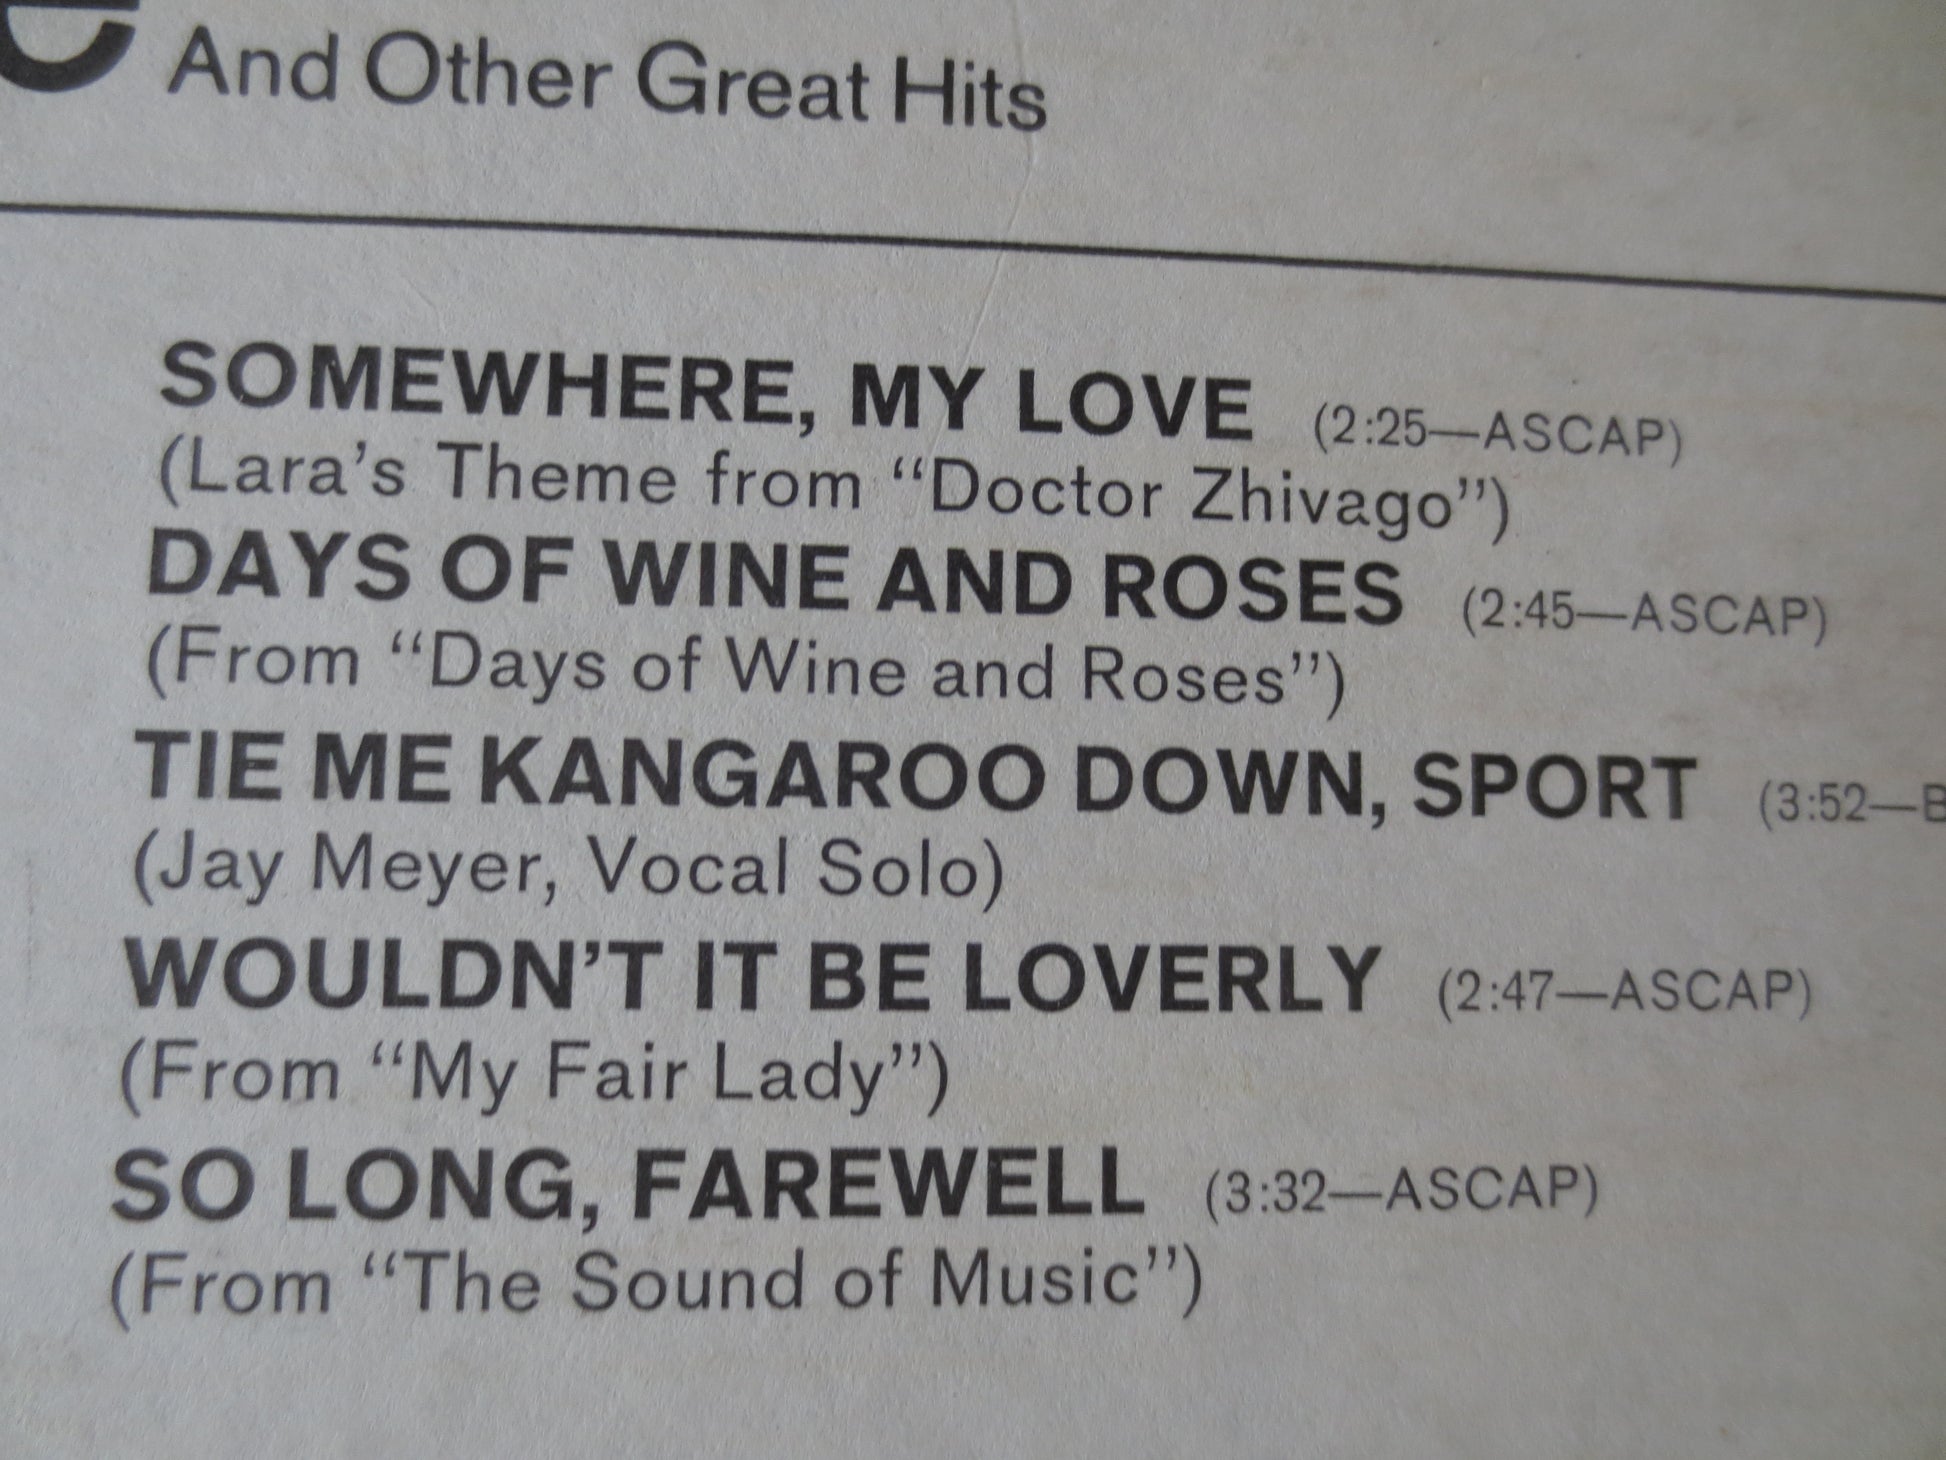 e And Other Great Hits
SOMEWHERE, MY LOVE (2:25—ASCAP)
(Lara's Theme from “Doctor Zhivago”)
DAYS OF WINE AND ROSES (2:45—ASCAP)
(From “Days of Wine and Roses”)
TIE ME KANGAROO DOWN, SPORT (3:52—B
(Jay Meyer, Vocal Solo)
WOULDN'T IT BE LOVERLY (2:47—ASCAP)
(From “My Fair Lady”)
SO LONG, FAREWELL (3:32—ASCAP)
(From “The Sound of Music”)